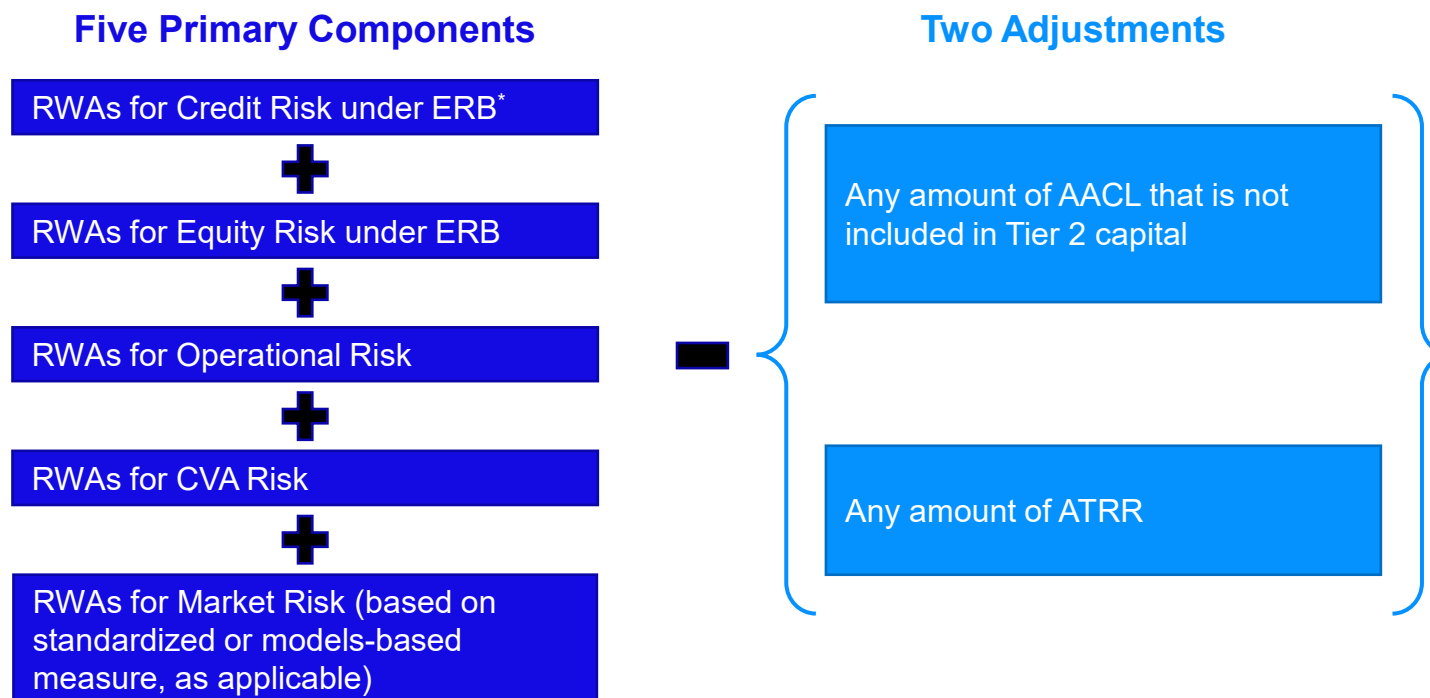 Five Primary Components
RWAs for Credit Risk under ERB*
RWAs for Equity Risk under ERB
RWAs for Operational Risk
RWAs for CVA Risk
RWAs for Market Risk (based on
standardized or models-based
measure, as applicable)
Two Adjustments
Any amount of AACL that is not
included in Tier 2 capital
Any amount of ATRR